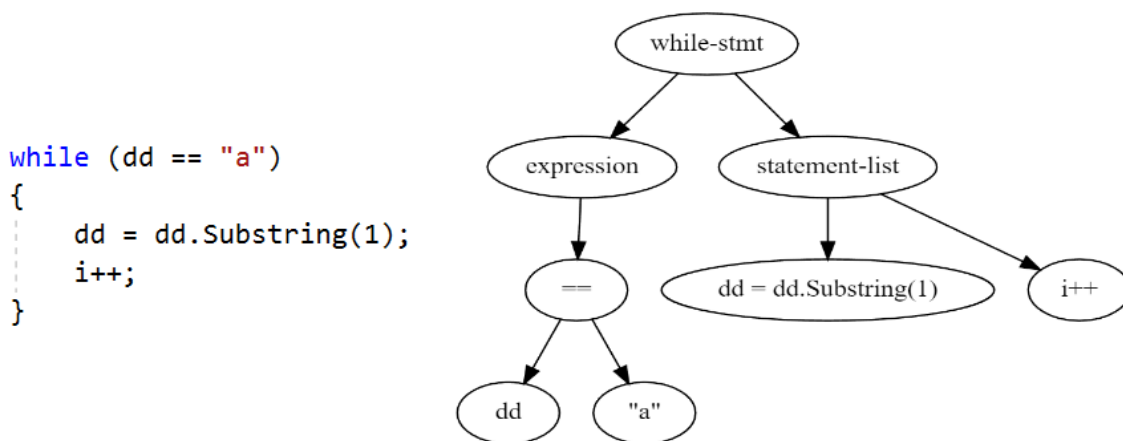 while (dd == "a")
{
dd = dd.Substring(1);
i++;
}
while-stmt
expression
statement-list
==
dd = dd.Substring(1)
i++
dd
"a"